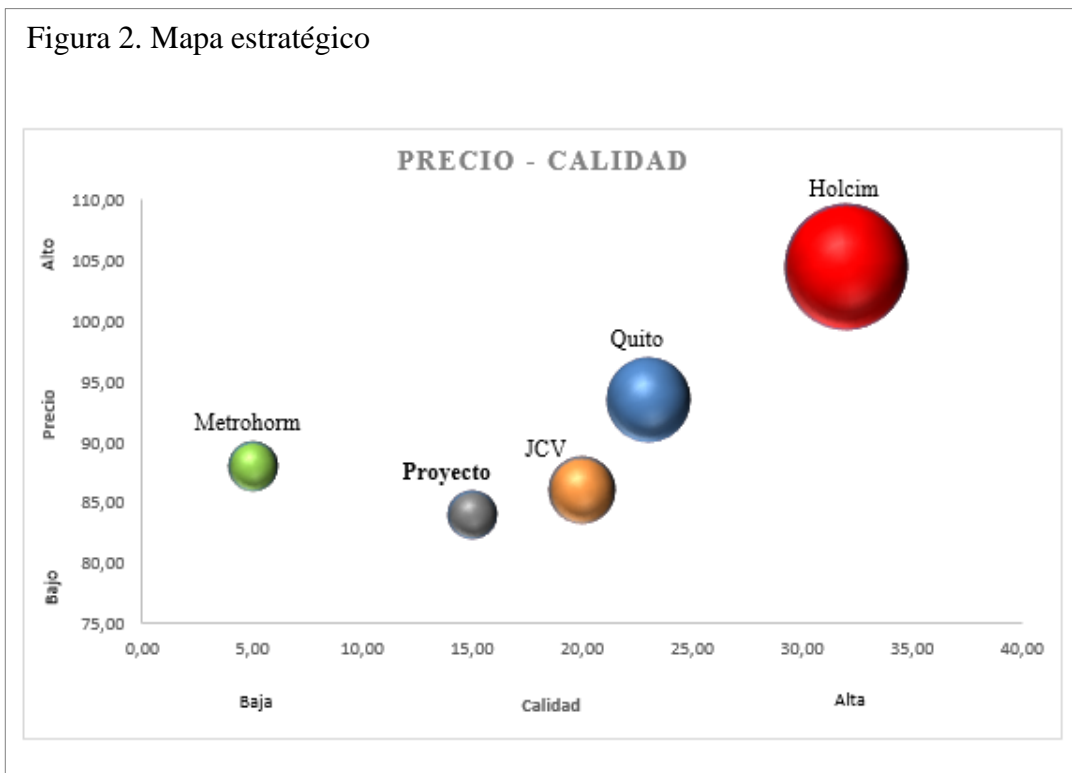 Figura 2. Mapa estratégico
PRECIO - CALIDAD
Holcim
110,00
Alto
105,00
100,00
Quito
95,00
Precio
Metrohorm
90,00
JCV
Proyecto
85,00
80,00
Bajo
75,00
0,00 5,00 10,00 15,00 20,00 25,00 30,00 35,00 40,00
Baja Calidad Alta